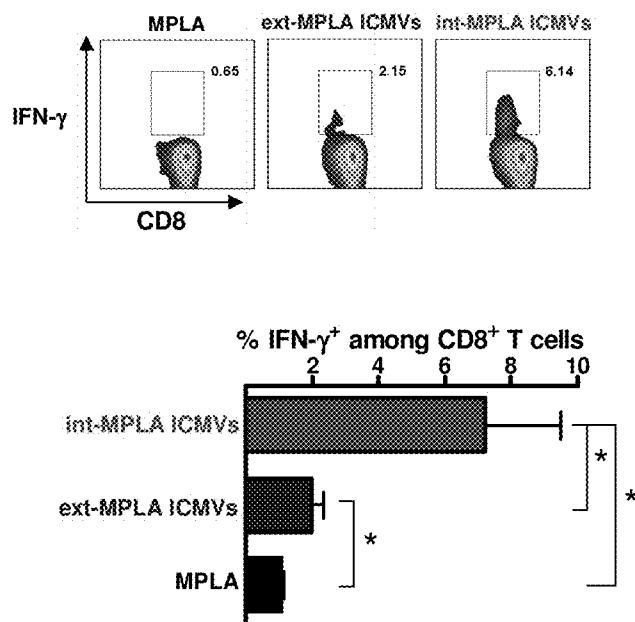 MPLA
ext-MPLA ICMVs
int-MPLA ICMVs
0.65
2.15
6.14
IFN-γ
CD8
% IFN-γ+ among CD8+ T cells
2 4 6 8 10
int-MPLA ICMVs
*
*
ext-MPLA ICMVs
*
MPLA